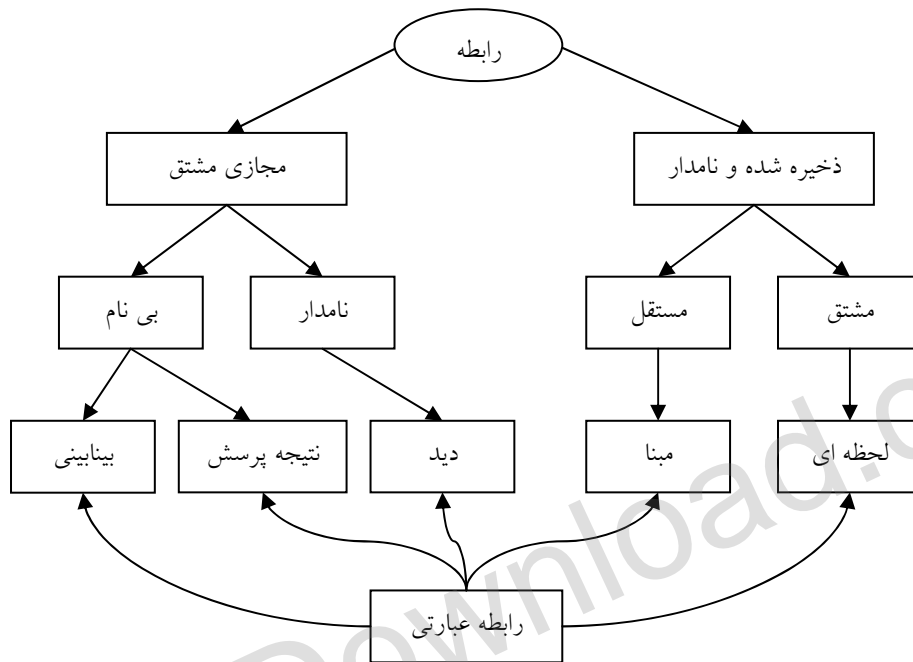 رابطه
ذخیره شده و نامدار
مجازی مشتق
مشتق
مستقل
نامدار
بی نام
لحظه ای
مبنا
دید
نتیجه پرسش
بینابینی
رابطه عبارتی
Download.c